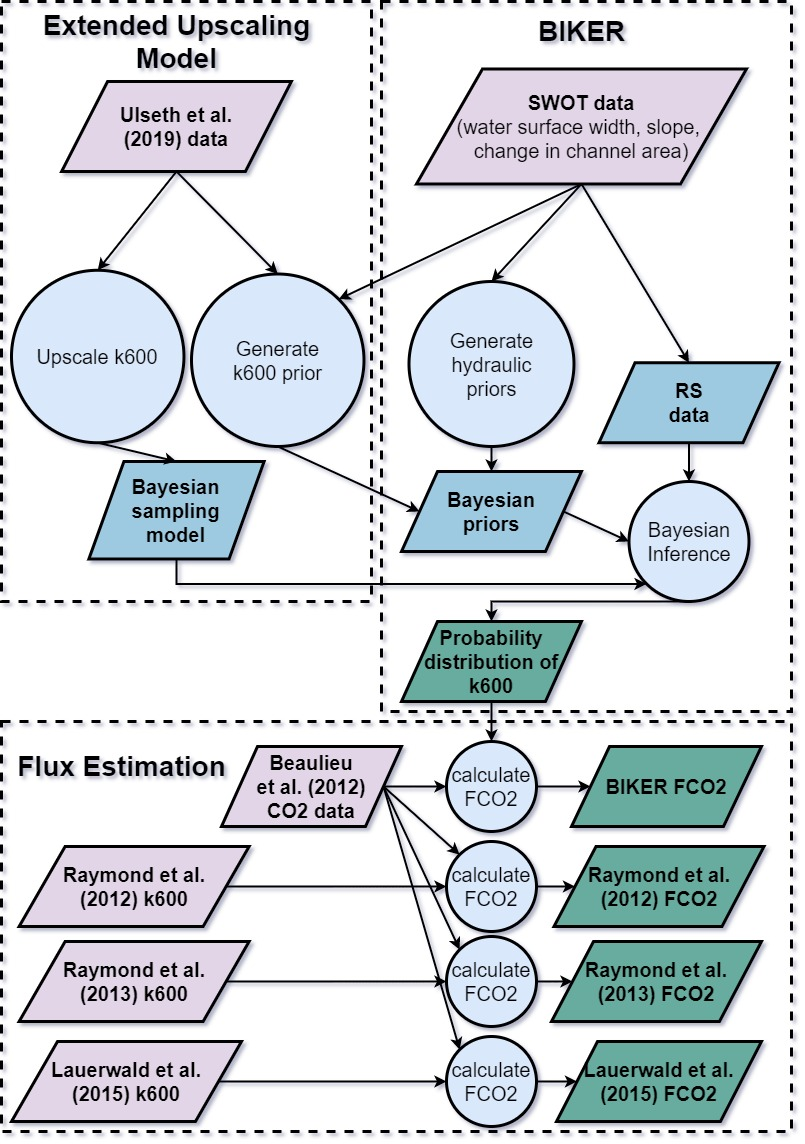 Extended Upscaling
Model
Ulseth et al.
(2019) data
Upscale k600
Generate
k600 prior
Bayesian
sampling
model
BIKER
SWOT data
(water surface width, slope,
change in channel area)
Generate
hydraulic
priors
RS
data
Bayesian
priors
Bayesian
Inference
Probability
distribution of
k600
Flux Estimation
Beaulieu
et al. (2012)
CO2 data
calculate
FCO2
BIKER FCO2
Raymond et al.
(2012) k600
calculate
FCO2
Raymond et al.
(2012) FCO2
Raymond et al.
(2013) k600
calculate
FCO2
Raymond et al.
(2013) FCO2
Lauerwald et al.
(2015) k600
calculate
FCO2
Lauerwald et al.
(2015) FCO2